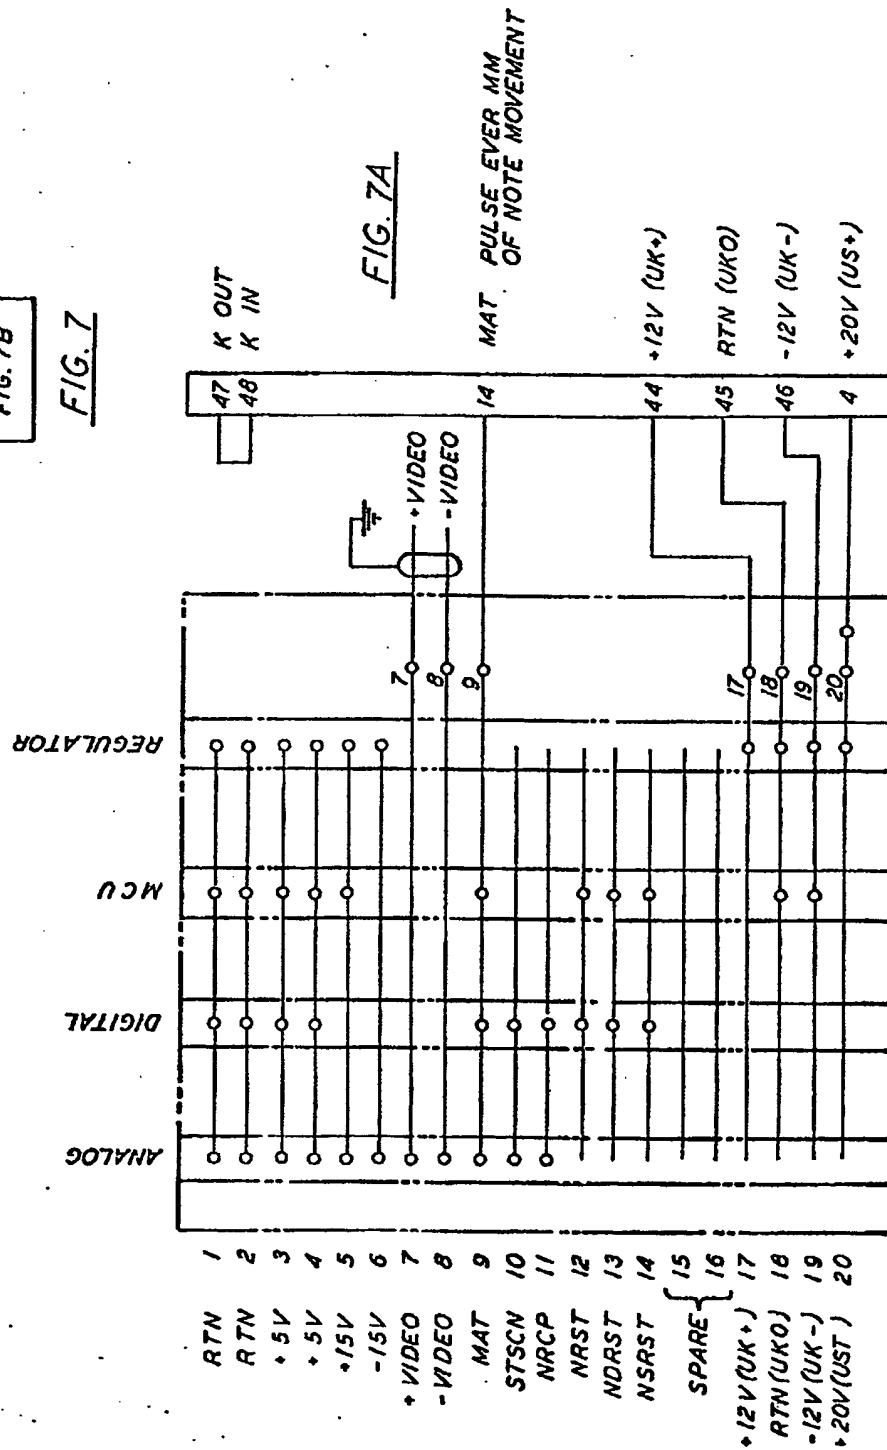 FIG. 7B
FIG. 7
FIG. 7A
REGULATOR
MCU
DIGITAL
ANALOG
47 K OUT
48 K IN
+VIDEO
-VIDEO
14 MAT. PULSE EVER MM
OF NOTE MOVEMENT
44 +12V (UK+)
45 RTN (UKO)
46 -12V (UK-)
4 +20V (US+)
7
8
9
17
18
19
20
RTN 1
RTN 2
+5V 3
+5V 4
+15V 5
-15V 6
+VIDEO 7
-VIDEO 8
MAT 9
STSCN 10
NRCP 11
NRST 12
NDRST 13
NSRST 14
SPARE { 15
16
+12V(UK+) 17
RTN(UKO) 18
-12V(UK-) 19
+20V(UST) 20